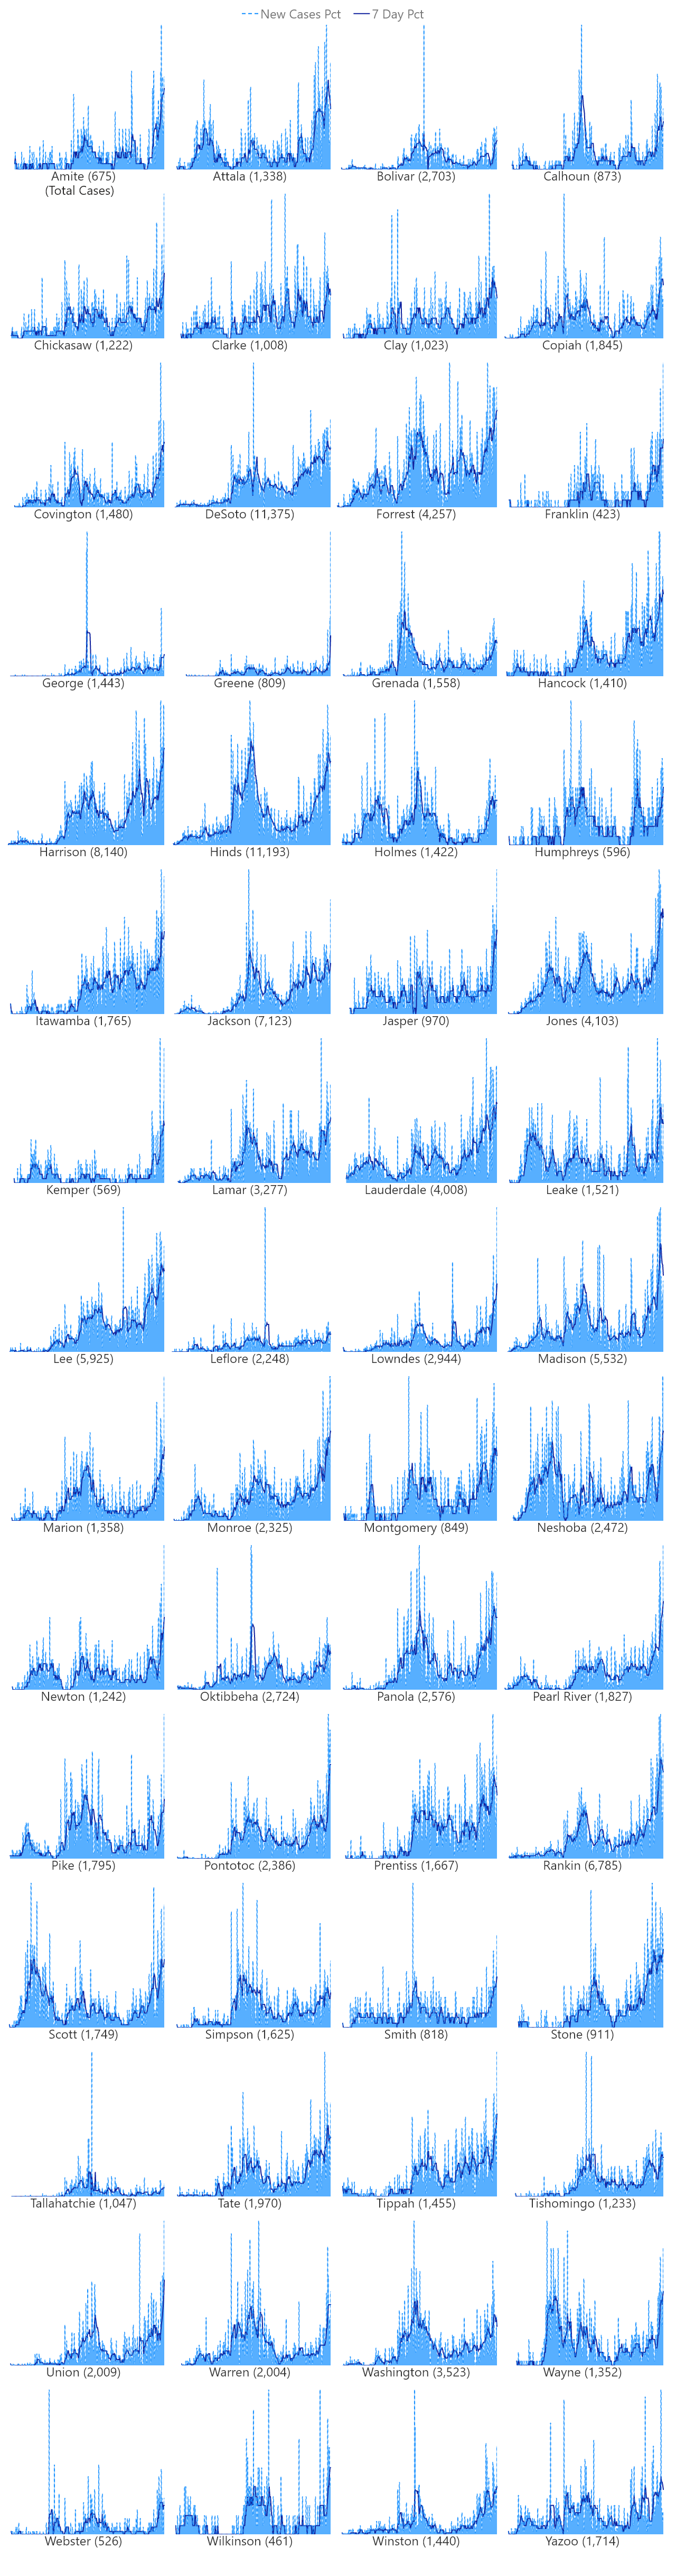 New Cases Pct 7 Day Pct
Amite (675) Attala (1,338) Bolivar (2,703) Calhoun (873)
(Total Cases)
Chickasaw (1,222) Clarke (1,008) Clay (1,023) Copiah (1,845)
Covington (1,480) DeSoto (11,375) Forrest (4,257) Franklin (423)
George (1,443) Greene (809) Grenada (1,558) Hancock (1,410)
Harrison (8,140) Hinds (11,193) Holmes (1,422) Humphreys (596)
Itawamba (1,765) Jackson (7,123) Jasper (970) Jones (4,103)
Kemper (569) Lamar (3,277) Lauderdale (4,008) Leake (1,521)
Lee (5,925) Leflore (2,248) Lowndes (2,944) Madison (5,532)
Marion (1,358) Monroe (2,325) Montgomery (849) Neshoba (2,472)
Newton (1,242) Oktibbeha (2,724) Panola (2,576) Pearl River (1,827)
Pike (1,795) Pontotoc (2,386) Prentiss (1,667) Rankin (6,785)
Scott (1,749) Simpson (1,625) Smith (818) Stone (911)
Tallahatchie (1,047) Tate (1,970) Tippah (1,455) Tishomingo (1,233)
Union (2,009) Warren (2,004) Washington (3,523) Wayne (1,352)
Webster (526) Wilkinson (461) Winston (1,440) Yazoo (1,714)